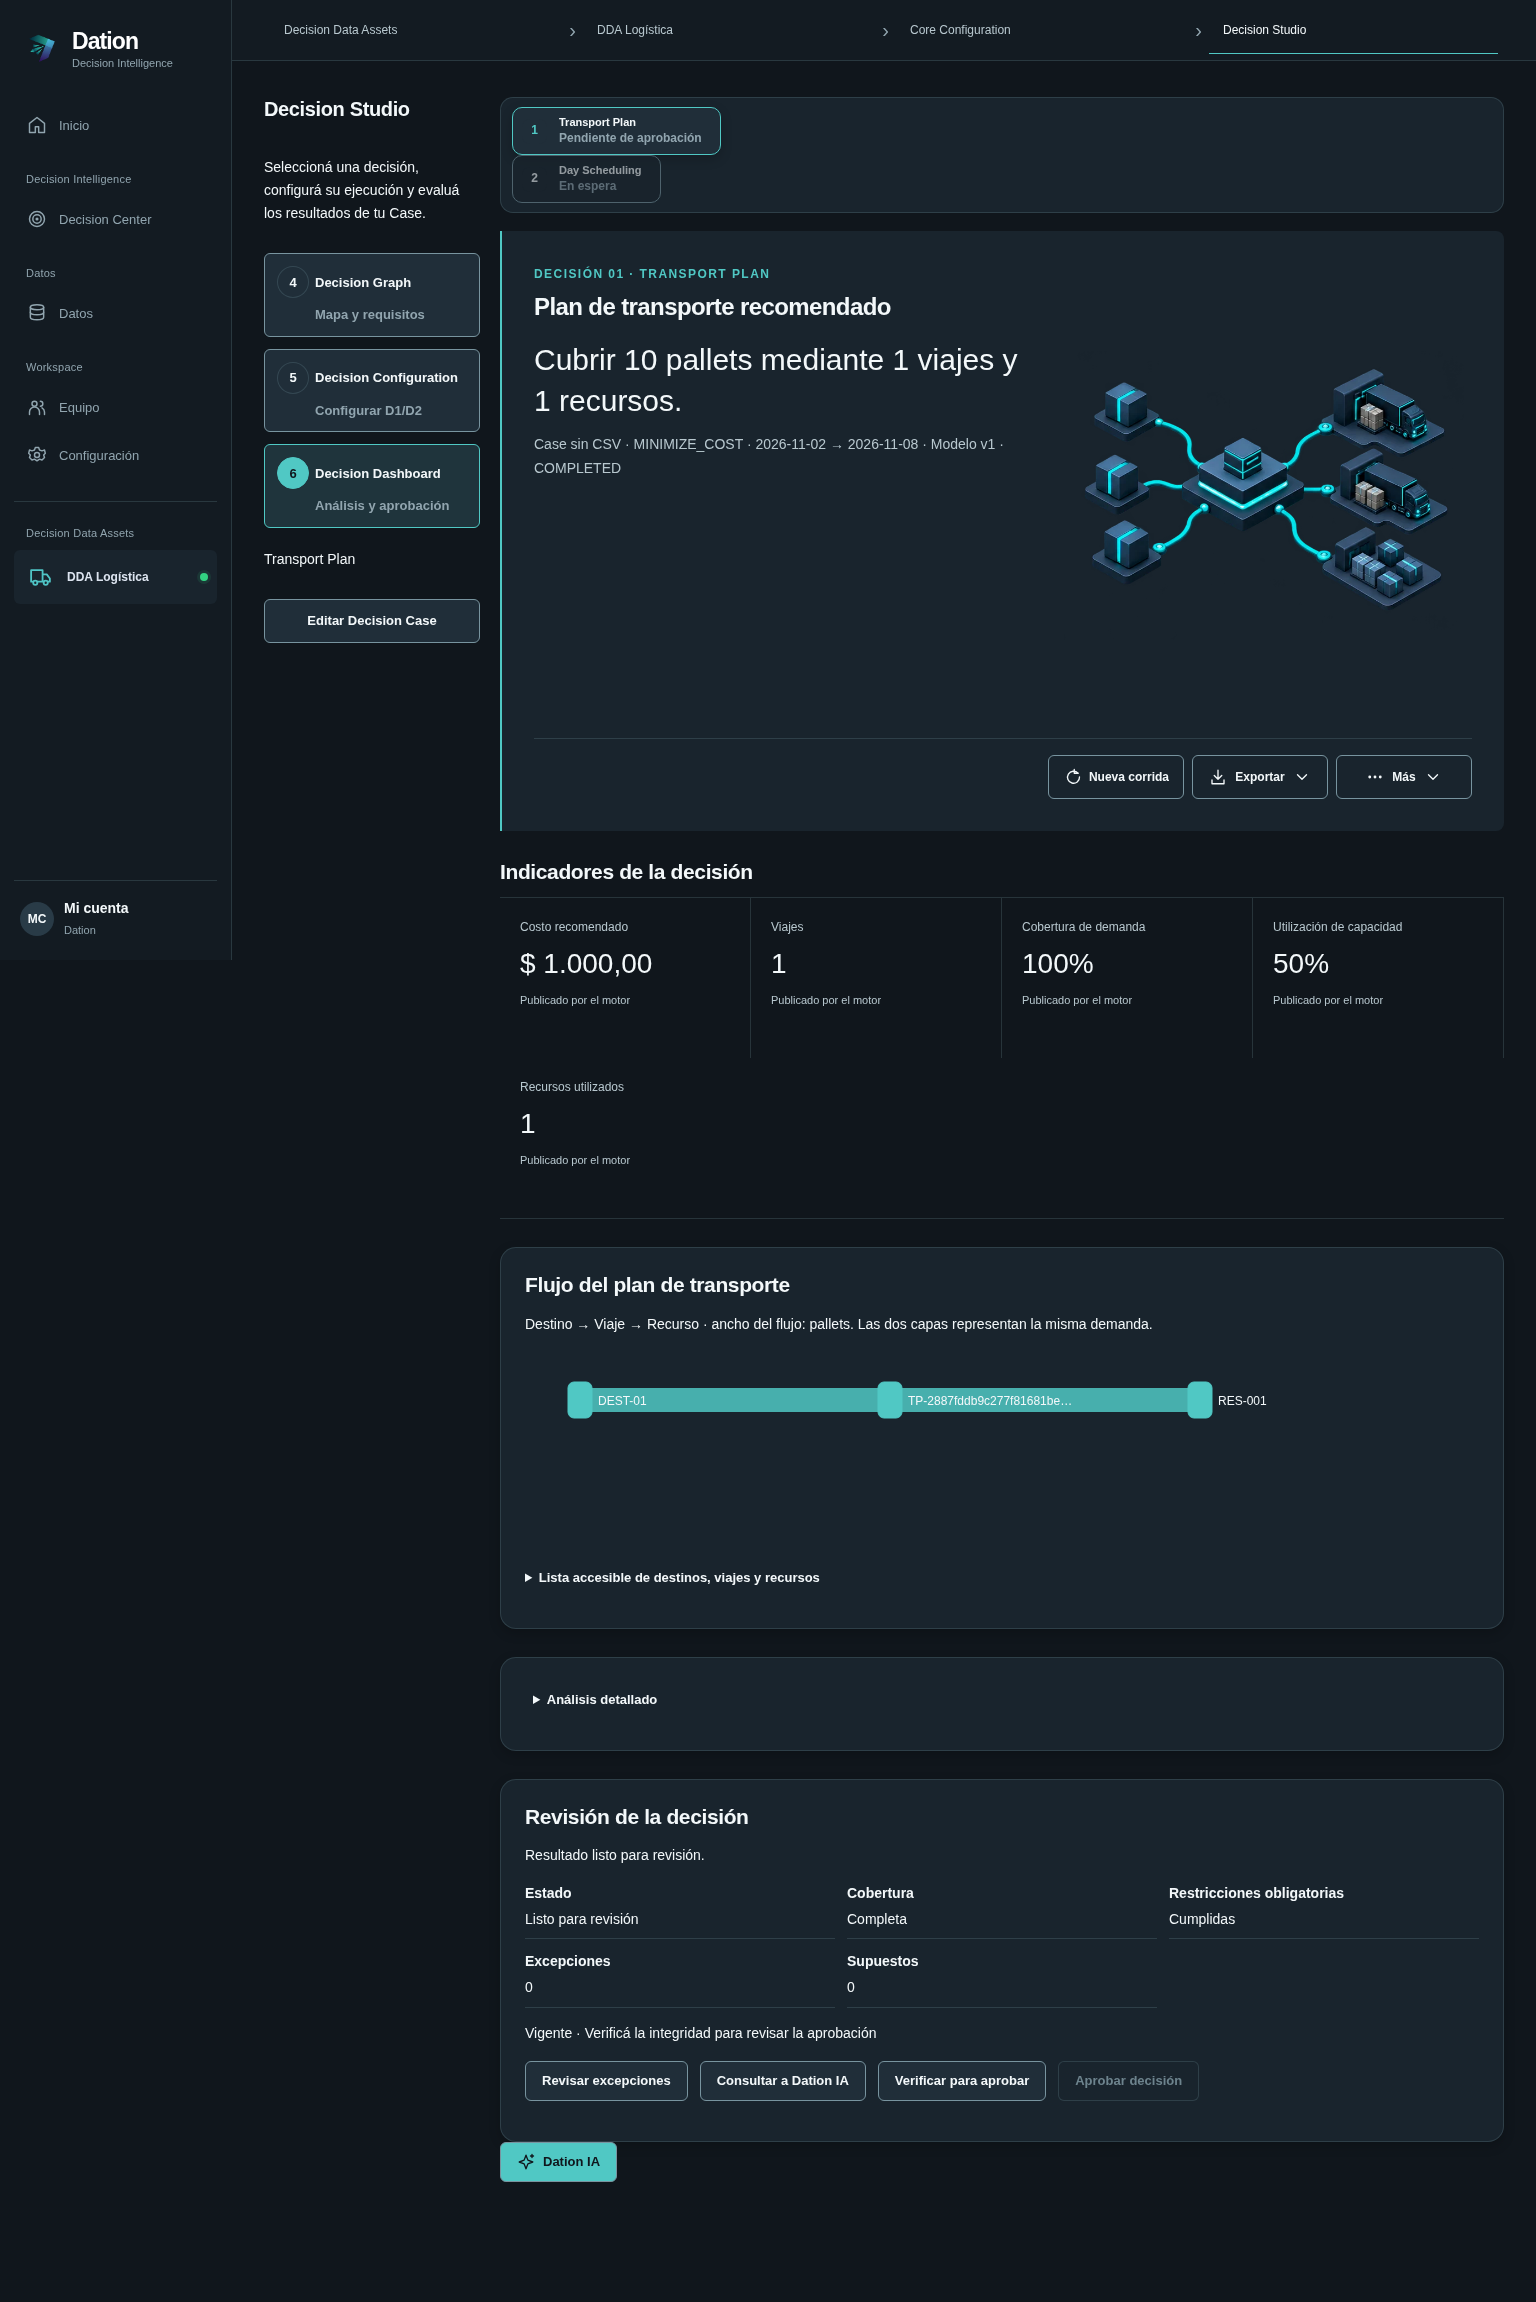 Dation
Decision Intelligence
Inicio
Decision Intelligence
Decision Center
Datos
Datos
Workspace
Equipo
Configuración
Decision Data Assets
DDA Logística
MC
Mi cuenta
Dation
Decision Data Assets
›
DDA Logística
›
Core Configuration
›
Decision Studio
Decision Studio
Seleccioná una decisión,
configurá su ejecución y evaluá
los resultados de tu Case.
4
Decision Graph
Mapa y requisitos
5
Decision Configuration
Configurar D1/D2
6
Decision Dashboard
Análisis y aprobación
Transport Plan
Editar Decision Case
1
Transport Plan
Pendiente de aprobación
2
Day Scheduling
En espera
DECISIÓN 01 · TRANSPORT PLAN
Plan de transporte recomendado
Cubrir 10 pallets mediante 1 viajes y
1 recursos.
Case sin CSV · MINIMIZE_COST · 2026-11-02 → 2026-11-08 · Modelo v1 ·
COMPLETED
Nueva corrida
Exportar
Más
Indicadores de la decisión
Costo recomendado
$ 1.000,00
Publicado por el motor
Viajes
1
Publicado por el motor
Cobertura de demanda
100%
Publicado por el motor
Utilización de capacidad
50%
Publicado por el motor
Recursos utilizados
1
Publicado por el motor
Flujo del plan de transporte
Destino → Viaje → Recurso · ancho del flujo: pallets. Las dos capas representan la misma demanda.
DEST-01
TP-2887fddb9c277f81681be…
RES-001
Lista accesible de destinos, viajes y recursos
Análisis detallado
Revisión de la decisión
Resultado listo para revisión.
Estado
Listo para revisión
Cobertura
Completa
Restricciones obligatorias
Cumplidas
Excepciones
0
Supuestos
0
Vigente · Verificá la integridad para revisar la aprobación
Revisar excepciones
Consultar a Dation IA
Verificar para aprobar
Aprobar decisión
Dation IA